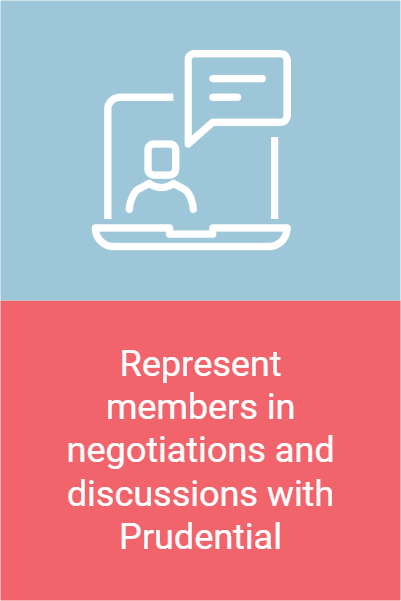 Represent
members in
negotiations and
discussions with
Prudential